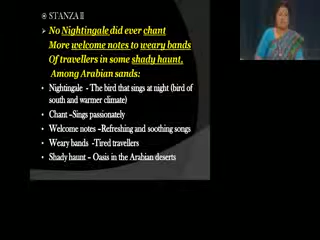 STANZA II
No Nightingale did ever chant
More welcome notes to weary bands
Of travellers in some shady haunt,
Among Arabian sands:
Nightingale - The bird that sings at night (bird of
south and warmer climate)
Chant –Sings passionately
Welcome notes –Refreshing and soothing songs
Weary bands -Tired travellers
Shady haunt – Oasis in the Arabian deserts